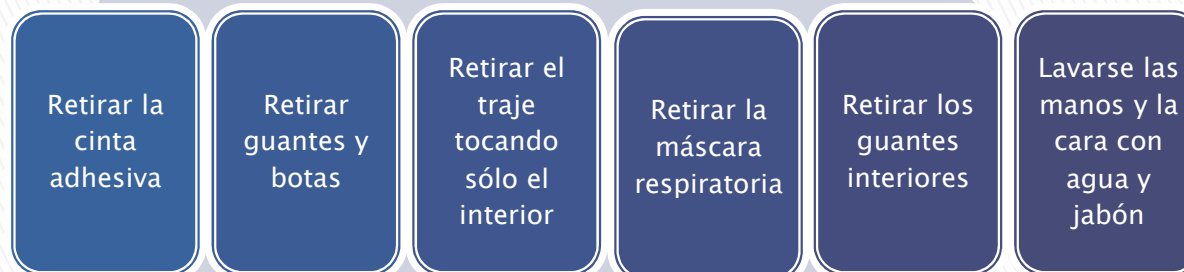 Retirar la
cinta
adhesiva
Retirar
guantes y
botas
Retirar el
traje
tocando
sólo el
interior
Retirar la
máscara
respiratoria
Retirar los
guantes
interiores
Lavarse las
manos y la
cara con
agua y
jabón